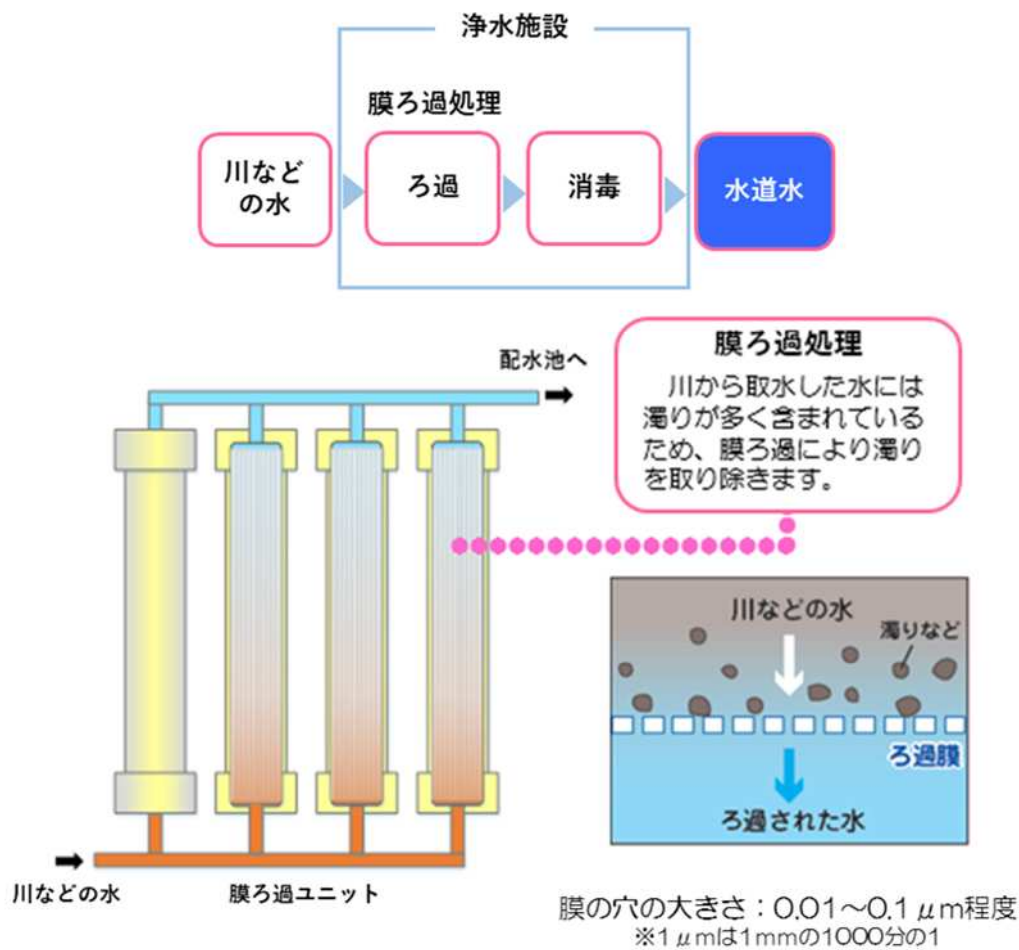 浄水施設
膜ろ過処理
川など
の水
ろ過
消毒
水道水
配水池へ
膜ろ過処理
川から取水した水には
濁りが多く含まれている
ため、膜ろ過により濁り
を取り除きます。
川などの水
濁りなど
ろ過膜
ろ過された水
川などの水
膜ろ過ユニット
膜の穴の大きさ：0.01～0.1μm程度
※1μmは1mmの1000分の1